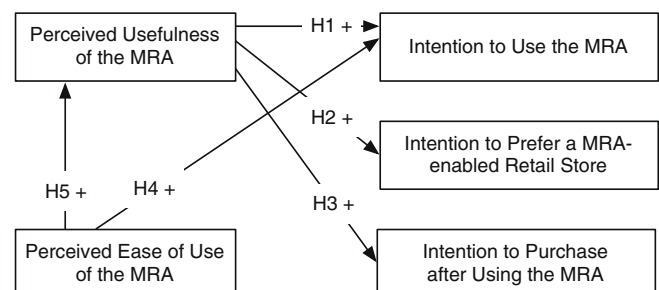 Perceived Usefulness
of the MRA
H1 +
Intention to Use the MRA
H2 +
Intention to Prefer a MRA-
enabled Retail Store
H5 +
H4 +
H3 +
Perceived Ease of Use
of the MRA
Intention to Purchase
after Using the MRA